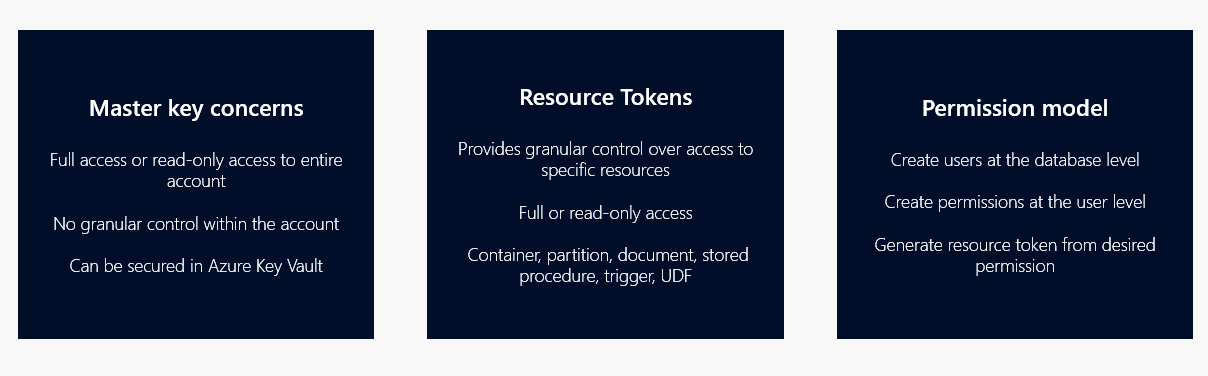 Master key concerns
Full access or read-only access to entire
account
No granular control within the account
Can be secured in Azure Key Vault
Resource Tokens
Provides granular control over access to
specific resources
Full or read-only access
Container, partition, document, stored
procedure, trigger, UDF
Permission model
Create users at the database level
Create permissions at the user level
Generate resource token from desired
permission